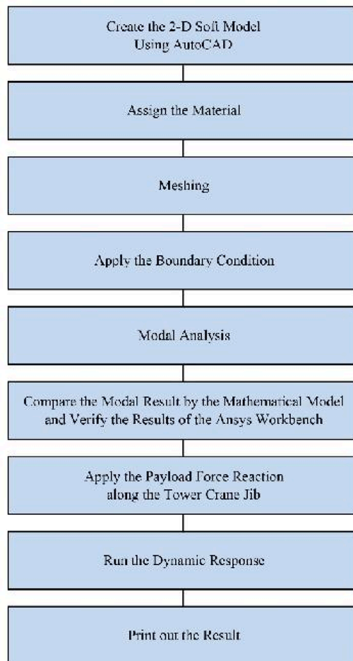 Create the 2-D Soft Model
Using AutoCAD
Assign the Material
Meshing
Apply the Boundary Condition
Modal Analysis
Compare the Modal Result by the Mathematical Model
and Verify the Results of the Ansys Workbench
Apply the Payload Force Reaction
along the Tower Crane Jib
Run the Dynamic Response
Print out the Result